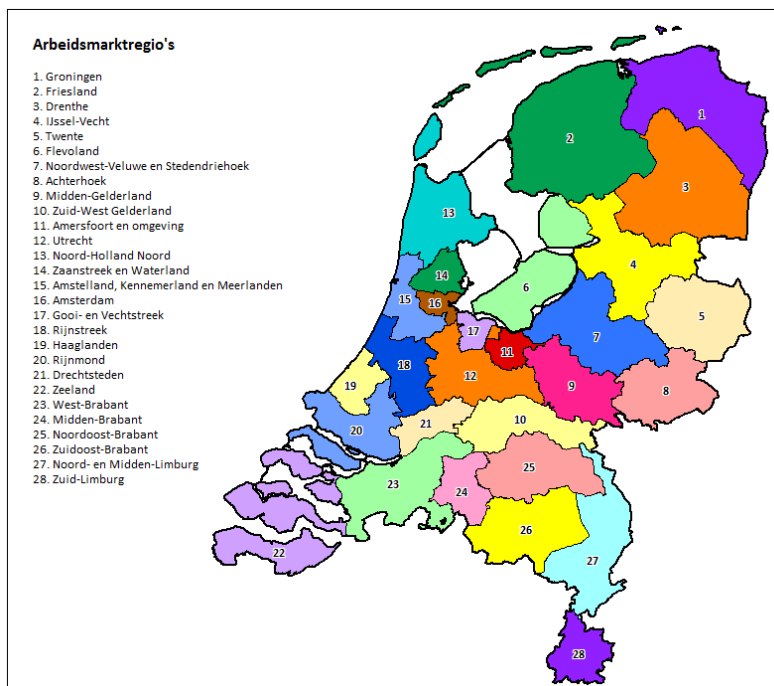 Arbeidsmarktregio's
1. Groningen
2. Friesland
3. Drenthe
4. IJssel-Vecht
5. Twente
6. Flevoland
7. Noordwest-Veluwe en Stedendriehoek
8. Achterhoek
9. Midden-Gelderland
10. Zuid-West Gelderland
11. Amersfoort en omgeving
12. Utrecht
13. Noord-Holland Noord
14. Zaanstreek en Waterland
15. Amstelland, Kennemerland en Meerlanden
16. Amsterdam
17. Gooi- en Vechtstreek
18. Rijnstreek
19. Haaglanden
20. Rijnmond
21. Drechtsteden
22. Zeeland
23. West-Brabant
24. Midden-Brabant
25. Noordoost-Brabant
26. Zuidoost-Brabant
27. Noord- en Midden-Limburg
28. Zuid-Limburg
1
2
3
13
4
14
6
15
16
5
17
7
11
18
12
19
9
8
10
21
20
25
23
24
26
22
27
28